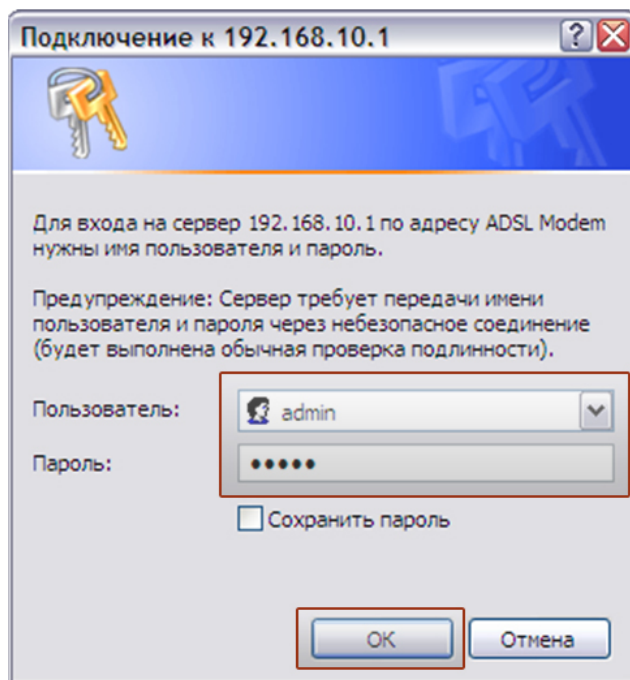 Подключение к 192.168.10.1
Для входа на сервер 192.168.10.1 по адресу ADSL Modem
нужны имя пользователя и пароль.
Предупреждение: Сервер требует передачи имени
пользователя и пароля через небезопасное соединение
(будет выполнена обычная проверка подлинности).
Пользователь: admin
Пароль: •••••
Сохранить пароль
OK Отмена